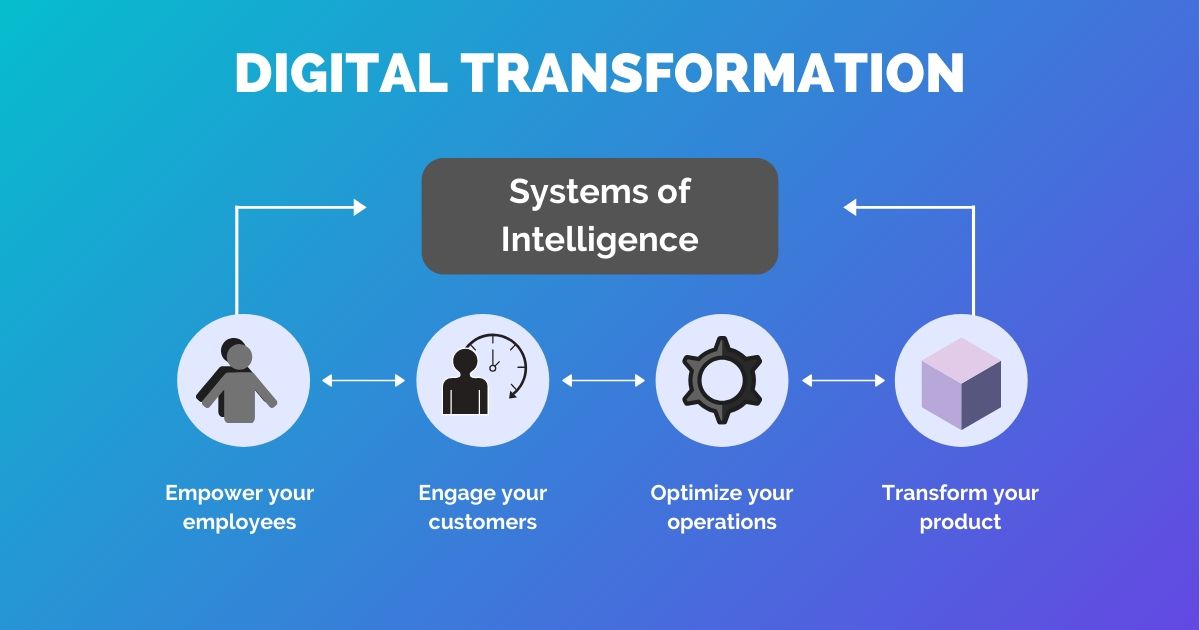 DIGITAL TRANSFORMATION
Systems of
Intelligence
Empower your
employees
Engage your
customers
Optimize your
operations
Transform your
product